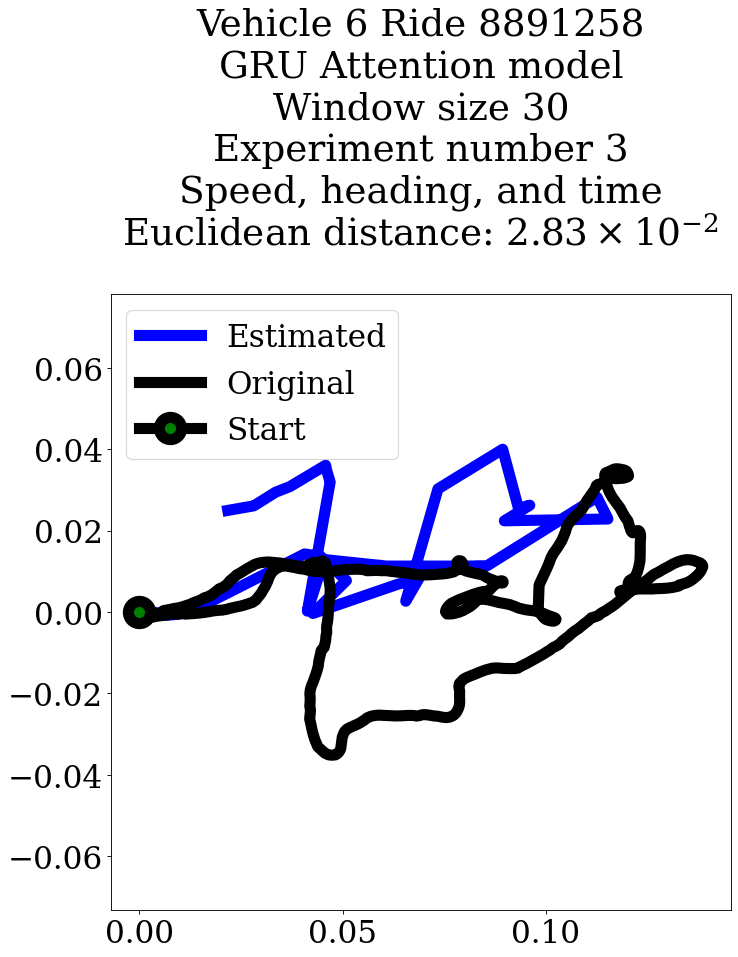 Vehicle 6 Ride 8891258
GRU Attention model
Window size 30
Experiment number 3
Speed, heading, and time
Euclidean distance: 2.83 × 10⁻²
Estimated
Original
Start
0.06
0.04
0.02
0.00
−0.02
−0.04
−0.06
0.00 0.05 0.10